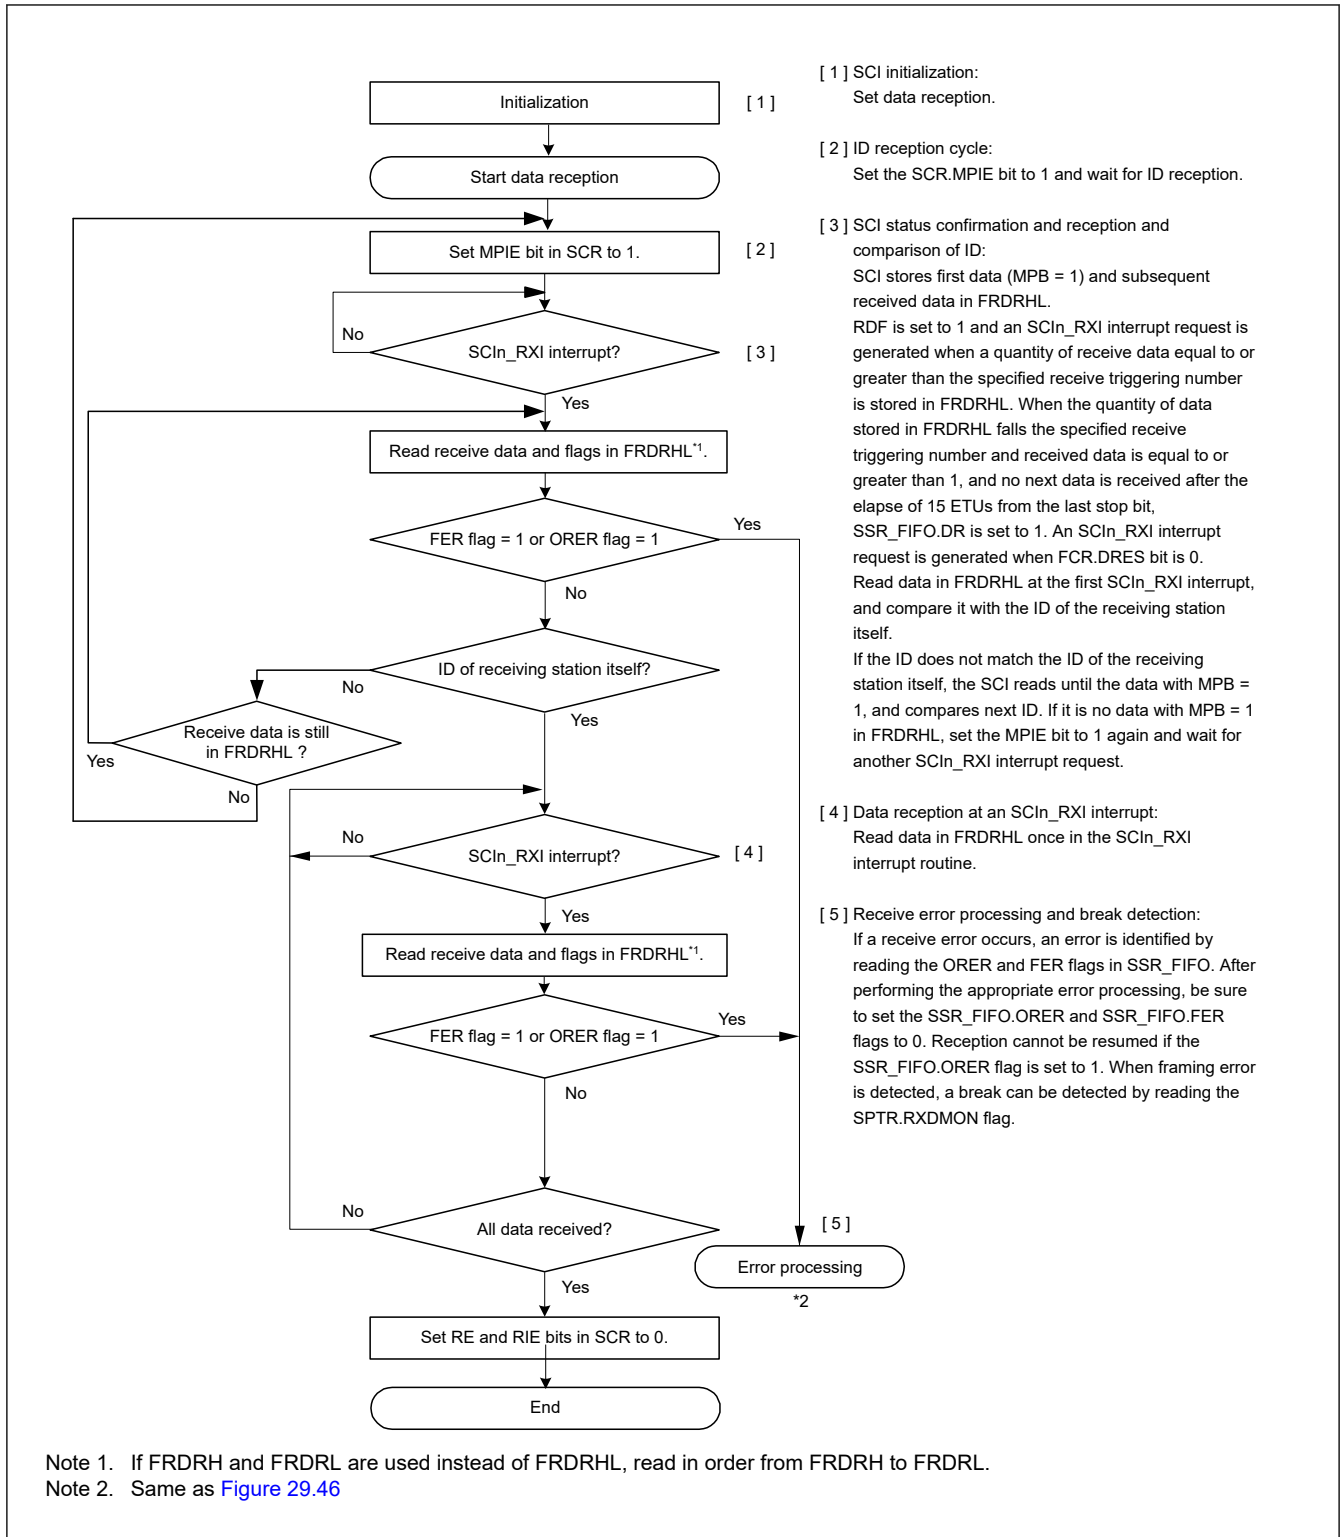 Initialization
[ 1 ]
Start data reception
Set MPIE bit in SCR to 1.
[ 2 ]
No
SCIn_RXI interrupt?
[ 3 ]
Yes
Read receive data and flags in FRDRHL*1.
FER flag = 1 or ORER flag = 1
Yes
No
ID of receiving station itself?
No
Yes
Receive data is still
in FRDRHL ?
Yes
No
No
SCIn_RXI interrupt?
[ 4 ]
Yes
Read receive data and flags in FRDRHL*1.
FER flag = 1 or ORER flag = 1
Yes
No
No
All data received?
Yes
[ 5 ]
Error processing
*2
Set RE and RIE bits in SCR to 0.
End
[ 1 ] SCI initialization:
Set data reception.
[ 2 ] ID reception cycle:
Set the SCR.MPIE bit to 1 and wait for ID reception.
[ 3 ] SCI status confirmation and reception and
comparison of ID:
SCI stores first data (MPB = 1) and subsequent
received data in FRDRHL.
RDF is set to 1 and an SCIn_RXI interrupt request is
generated when a quantity of receive data equal to or
greater than the specified receive triggering number
is stored in FRDRHL. When the quantity of data
stored in FRDRHL falls the specified receive
triggering number and received data is equal to or
greater than 1, and no next data is received after the
elapse of 15 ETUs from the last stop bit,
SSR_FIFO.DR is set to 1. An SCIn_RXI interrupt
request is generated when FCR.DRES bit is 0.
Read data in FRDRHL at the first SCIn_RXI interrupt,
and compare it with the ID of the receiving station
itself.
If the ID does not match the ID of the receiving
station itself, the SCI reads until the data with MPB =
1, and compares next ID. If it is no data with MPB = 1
in FRDRHL, set the MPIE bit to 1 again and wait for
another SCIn_RXI interrupt request.
[ 4 ] Data reception at an SCIn_RXI interrupt:
Read data in FRDRHL once in the SCIn_RXI
interrupt routine.
[ 5 ] Receive error processing and break detection:
If a receive error occurs, an error is identified by
reading the ORER and FER flags in SSR_FIFO. After
performing the appropriate error processing, be sure
to set the SSR_FIFO.ORER and SSR_FIFO.FER
flags to 0. Reception cannot be resumed if the
SSR_FIFO.ORER flag is set to 1. When framing error
is detected, a break can be detected by reading the
SPTR.RXDMON flag.
Note 1. If FRDRH and FRDRL are used instead of FRDRHL, read in order from FRDRH to FRDRL.
Note 2. Same as Figure 29.46